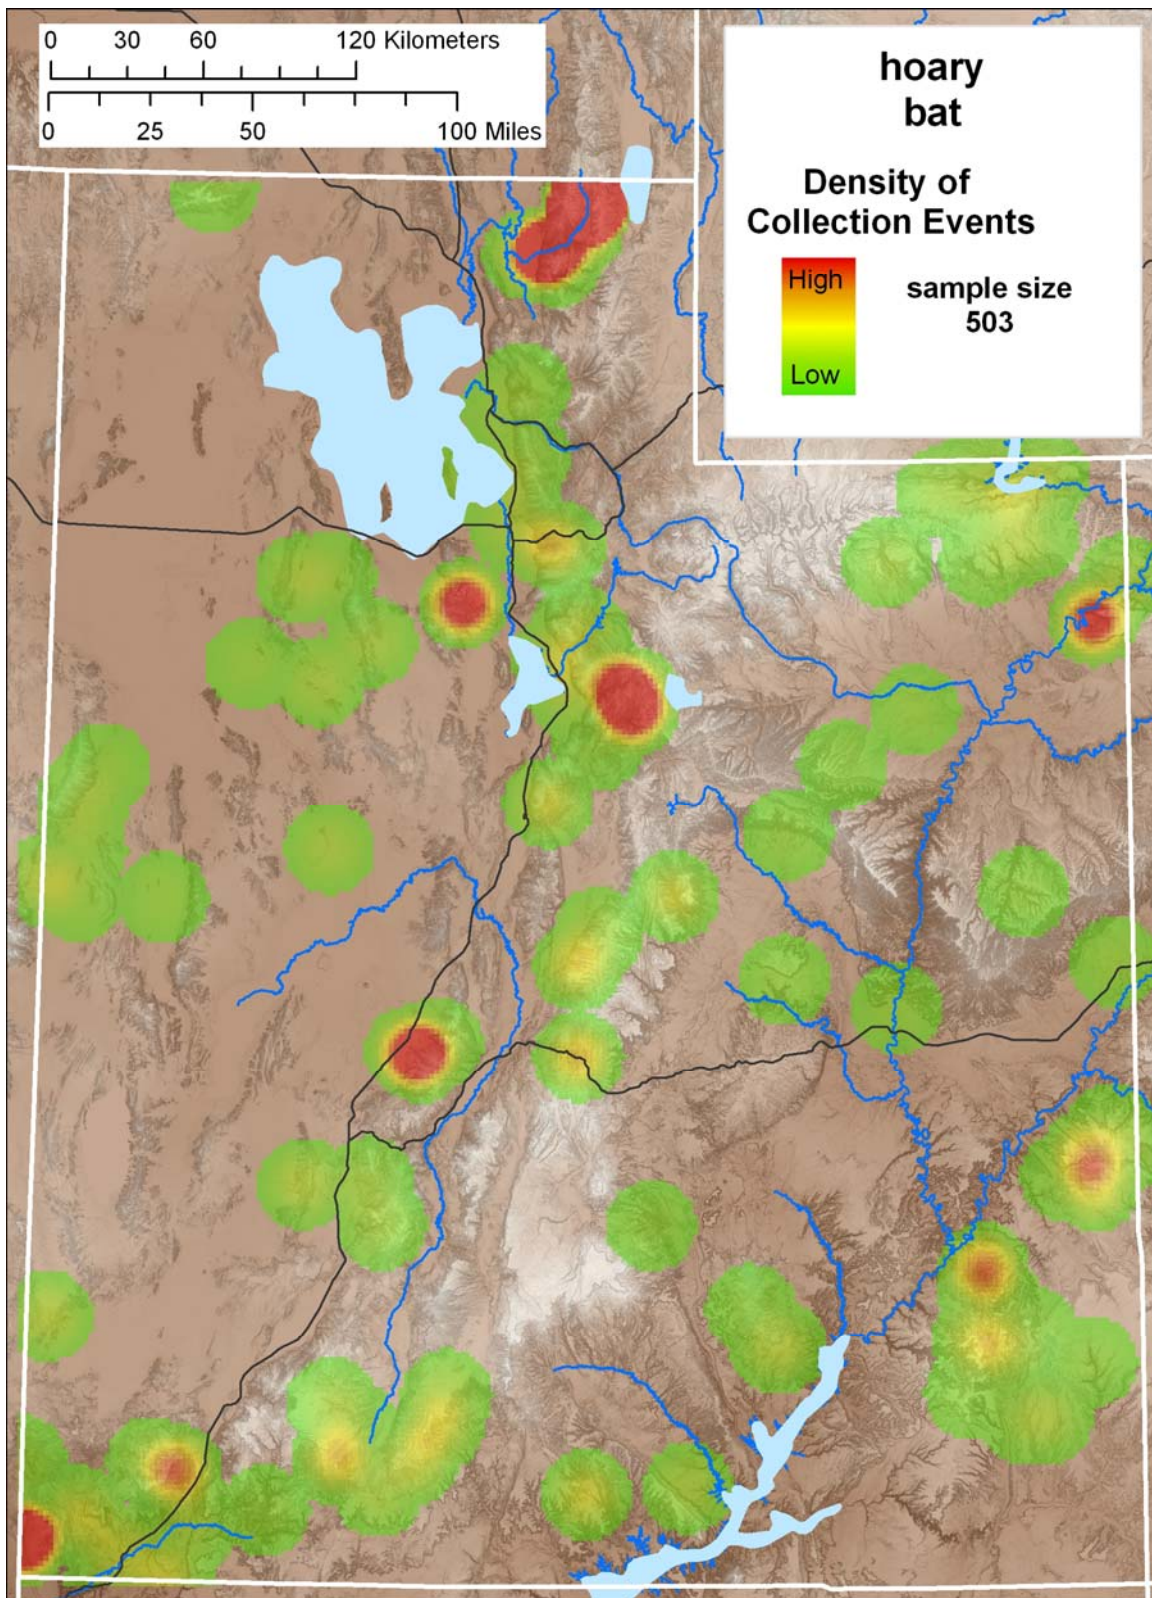 0 30 60 120 Kilometers
0 25 50 100 Miles
hoary
bat
Density of
Collection Events
High
Low
sample size
503